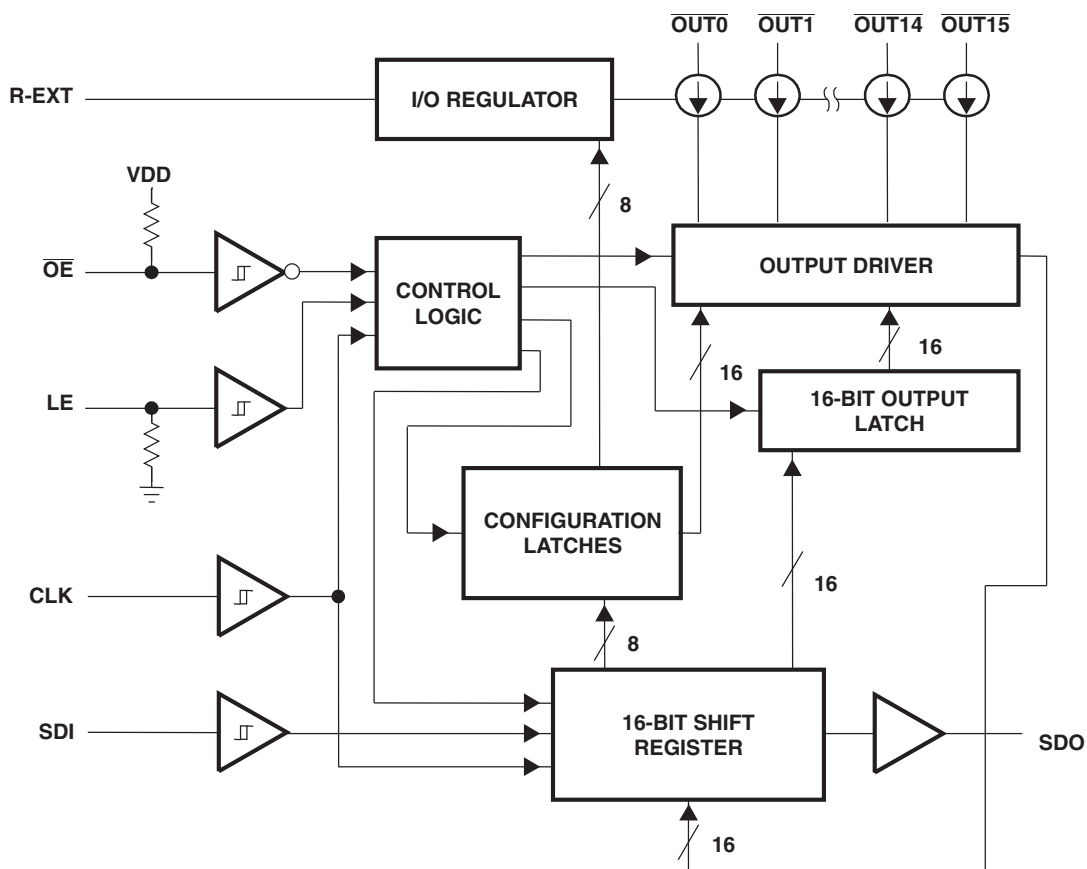 OUT0 OUT1 OUT14 OUT15
R-EXT
I/O REGULATOR
VDD
8
OE
CONTROL
LOGIC
OUTPUT DRIVER
16
16
LE
16-BIT OUTPUT
LATCH
CONFIGURATION
LATCHES
16
CLK
8
SDI
16-BIT SHIFT
REGISTER
SDO
16